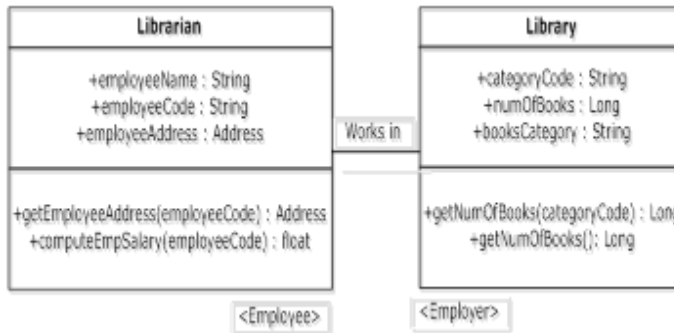 Librarian
+employeeName : String
+employeeCode : String
+employeeAddress : Address
+getEmployeeAddress(employeeCode) : Address
+computeEmpSalary(employeeCode) : float
<Employee>
Works in
Library
+categoryCode : String
+numOfBooks : Long
+booksCategory : String
+getNumOfBooks(categoryCode) : Long
+getNumOfBooks(): Long
<Employer>